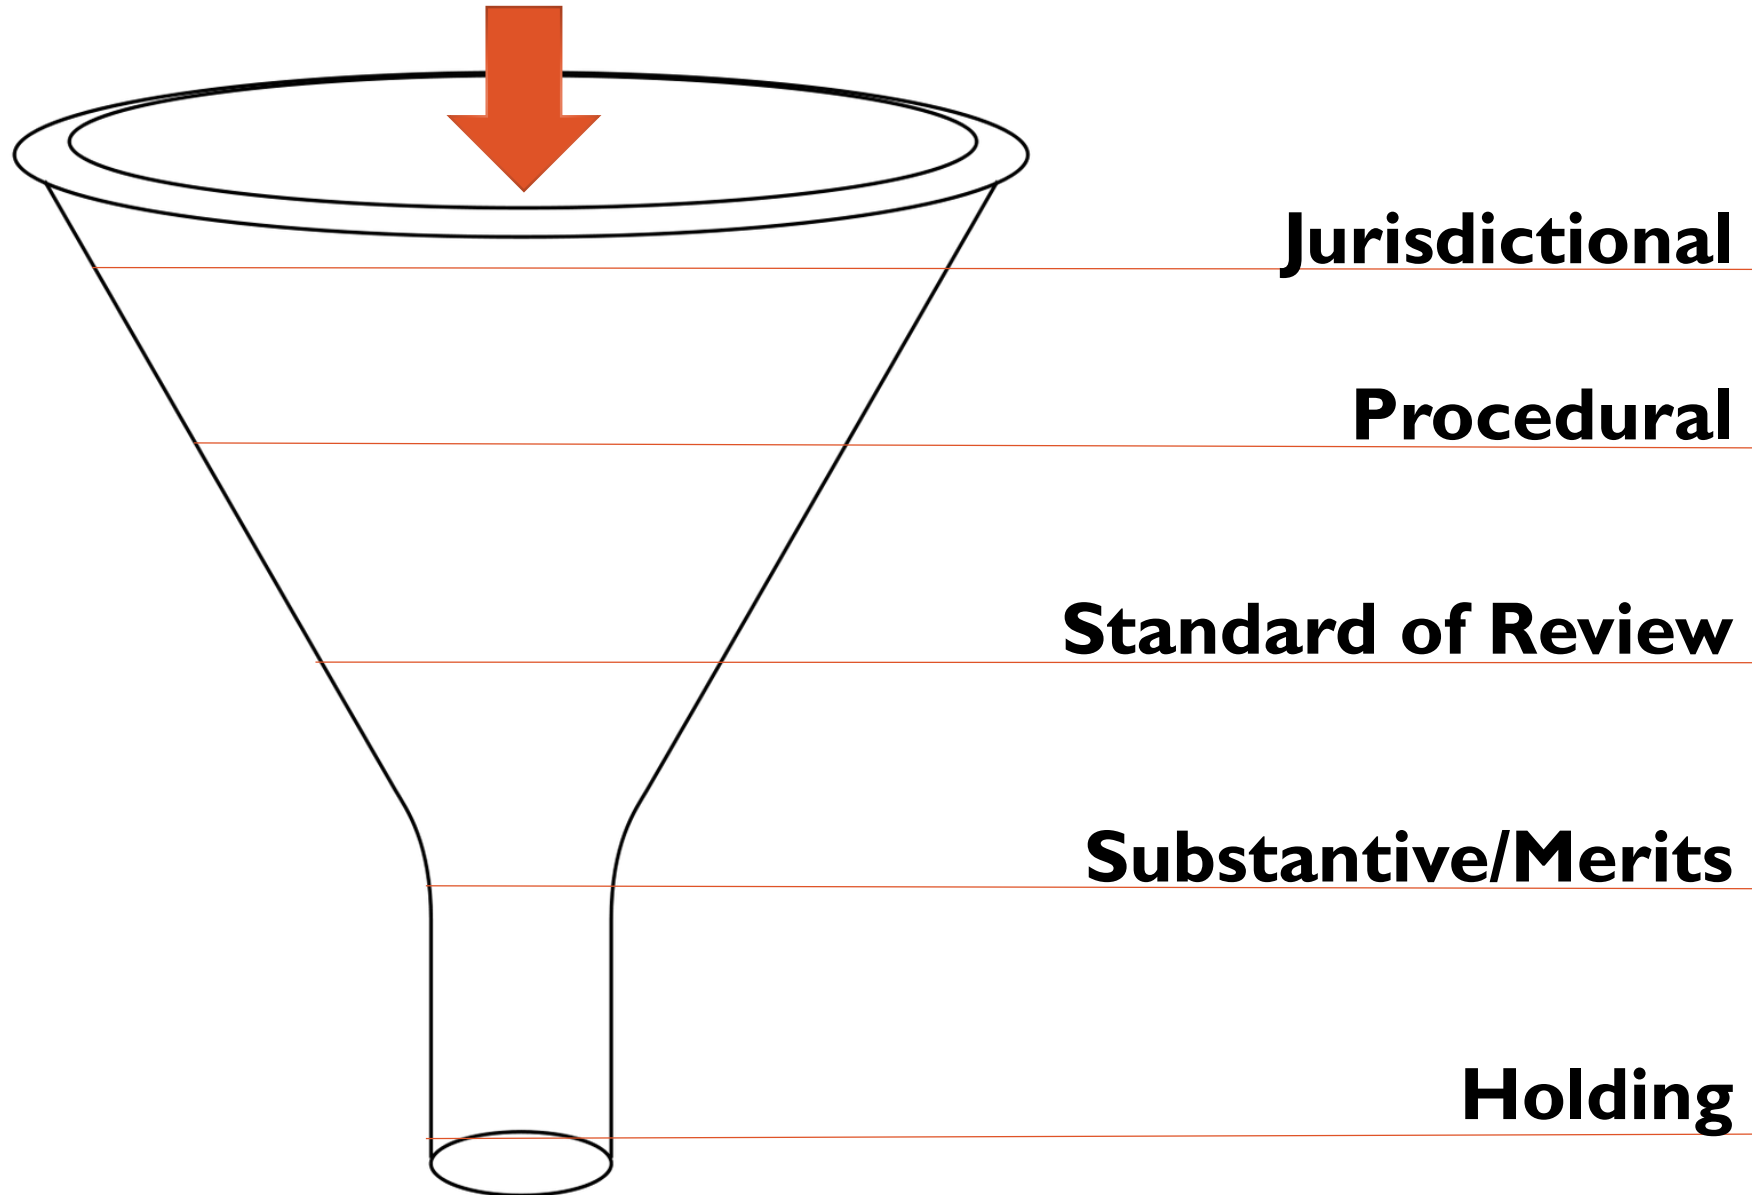 Jurisdictional
Procedural
Standard of Review
Substantive/Merits
Holding